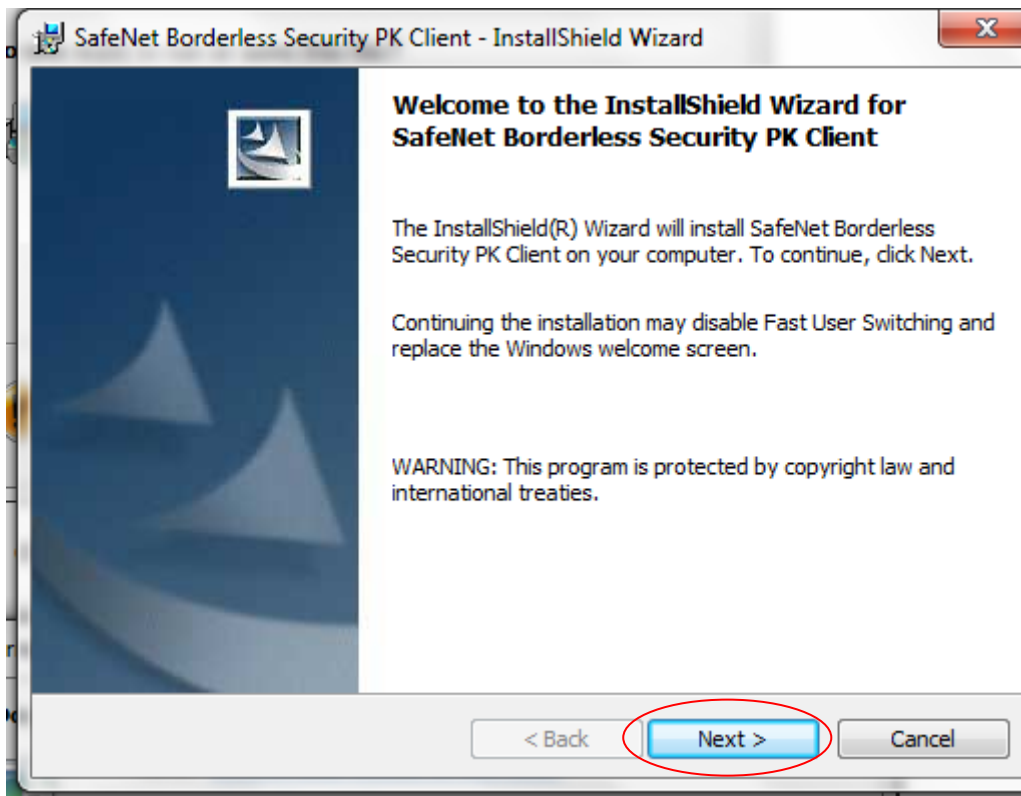 SafeNet Borderless Security PK Client - InstallShield Wizard
Welcome to the InstallShield Wizard for
SafeNet Borderless Security PK Client
The InstallShield(R) Wizard will install SafeNet Borderless
Security PK Client on your computer. To continue, click Next.
Continuing the installation may disable Fast User Switching and
replace the Windows welcome screen.
WARNING: This program is protected by copyright law and
international treaties.
< Back Next > Cancel